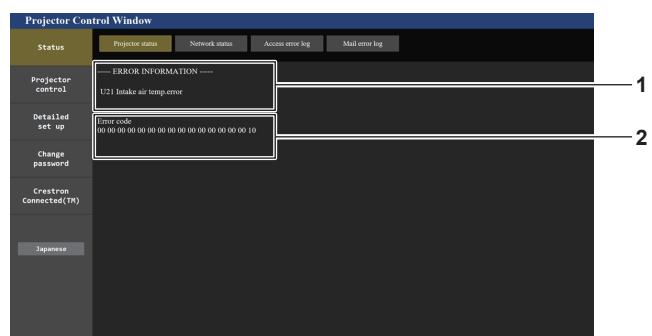 Projector Control Window
Status
Projector status
Network status
Access error log
Mail error log
Projector
control
Detailed
set up
Change
password
Crestron
Connected(TM)
Japanese
---- ERROR INFORMATION -----
U21 Intake air temp.error
Error code
00 00 00 00 00 00 00 00 00 00 00 00 00 00 00 10
1
2